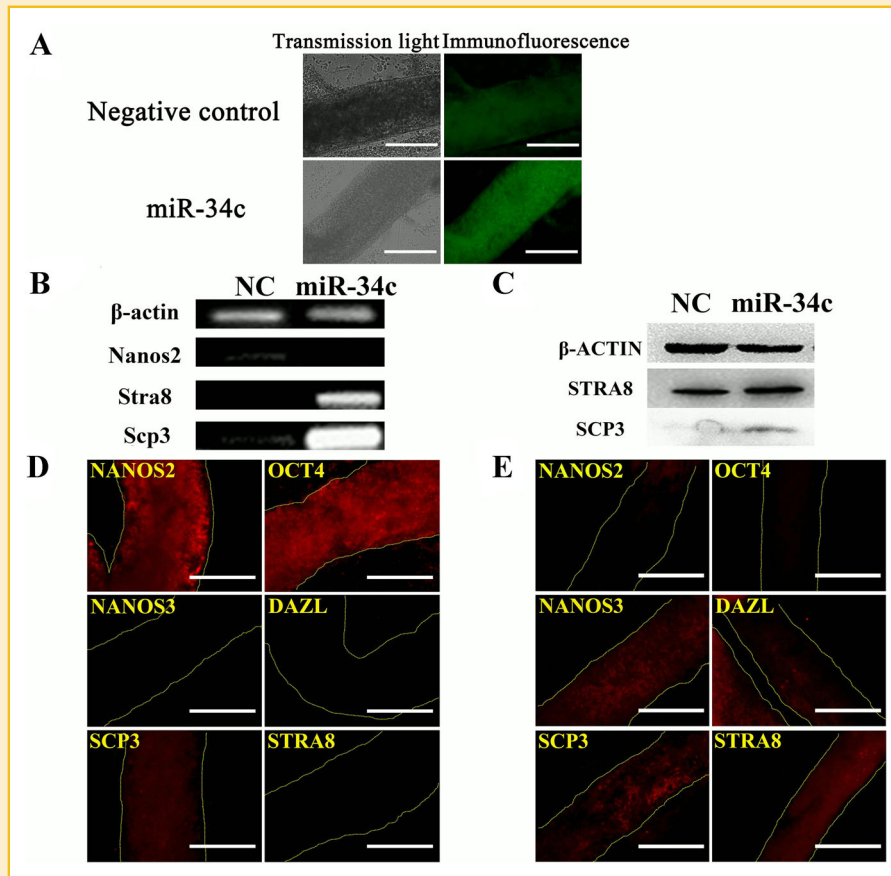 A
Transmission light Immunofluorescence
Negative control
miR-34c
B
NC miR-34c
β-actin
Nanos2
Stra8
Scp3
C
NC miR-34c
β-ACTIN
STRA8
SCP3
D
NANOS2 OCT4
NANOS3 DAZL
SCP3 STRA8
E
NANOS2 OCT4
NANOS3 DAZL
SCP3 STRA8